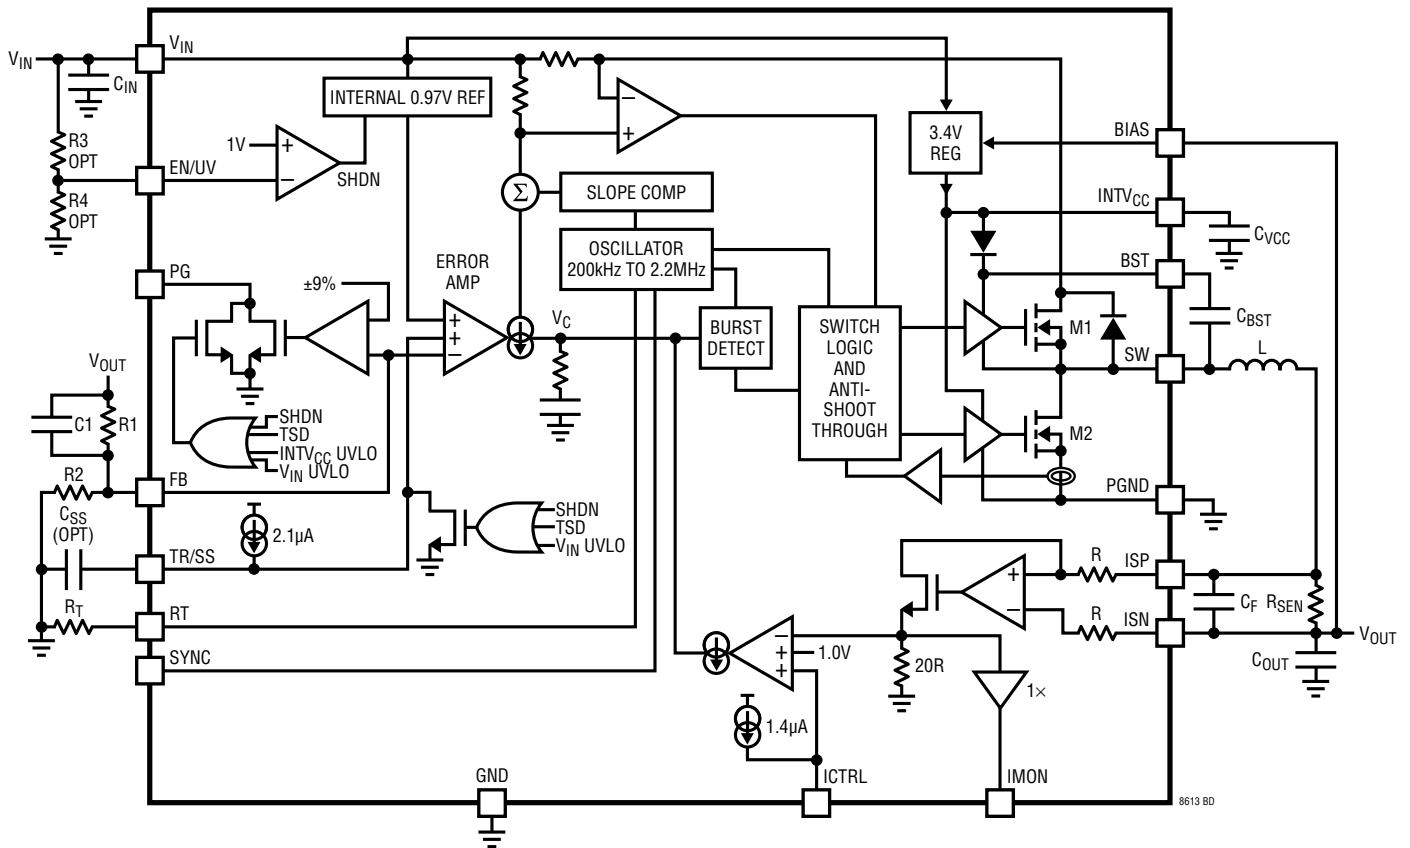 VIN
VIN
CIN
R3
OPT
R4
OPT
EN/UV
1V
+
−
SHDN
INTERNAL 0.97V REF
−
+
3.4V
REG
BIAS
INTVCC
CVCC
BST
CBST
Σ
SLOPE COMP
OSCILLATOR
200kHz TO 2.2MHz
PG
±9%
ERROR
AMP
+
+
−
VC
BURST
DETECT
SWITCH
LOGIC
AND
ANTI-
SHOOT
THROUGH
M1
SW
L
M2
PGND
VOUT
C1
R1
SHDN
TSD
INTVCC UVLO
VIN UVLO
R2
FB
CSS
(OPT)
2.1µA
TR/SS
SHDN
TSD
VIN UVLO
RT
RT
SYNC
+
−
R
ISP
R
ISN
CF
RSEN
VOUT
COUT
−
+
1.0V
+
20R
1×
1.4µA
GND
ICTRL
IMON
8613 BD